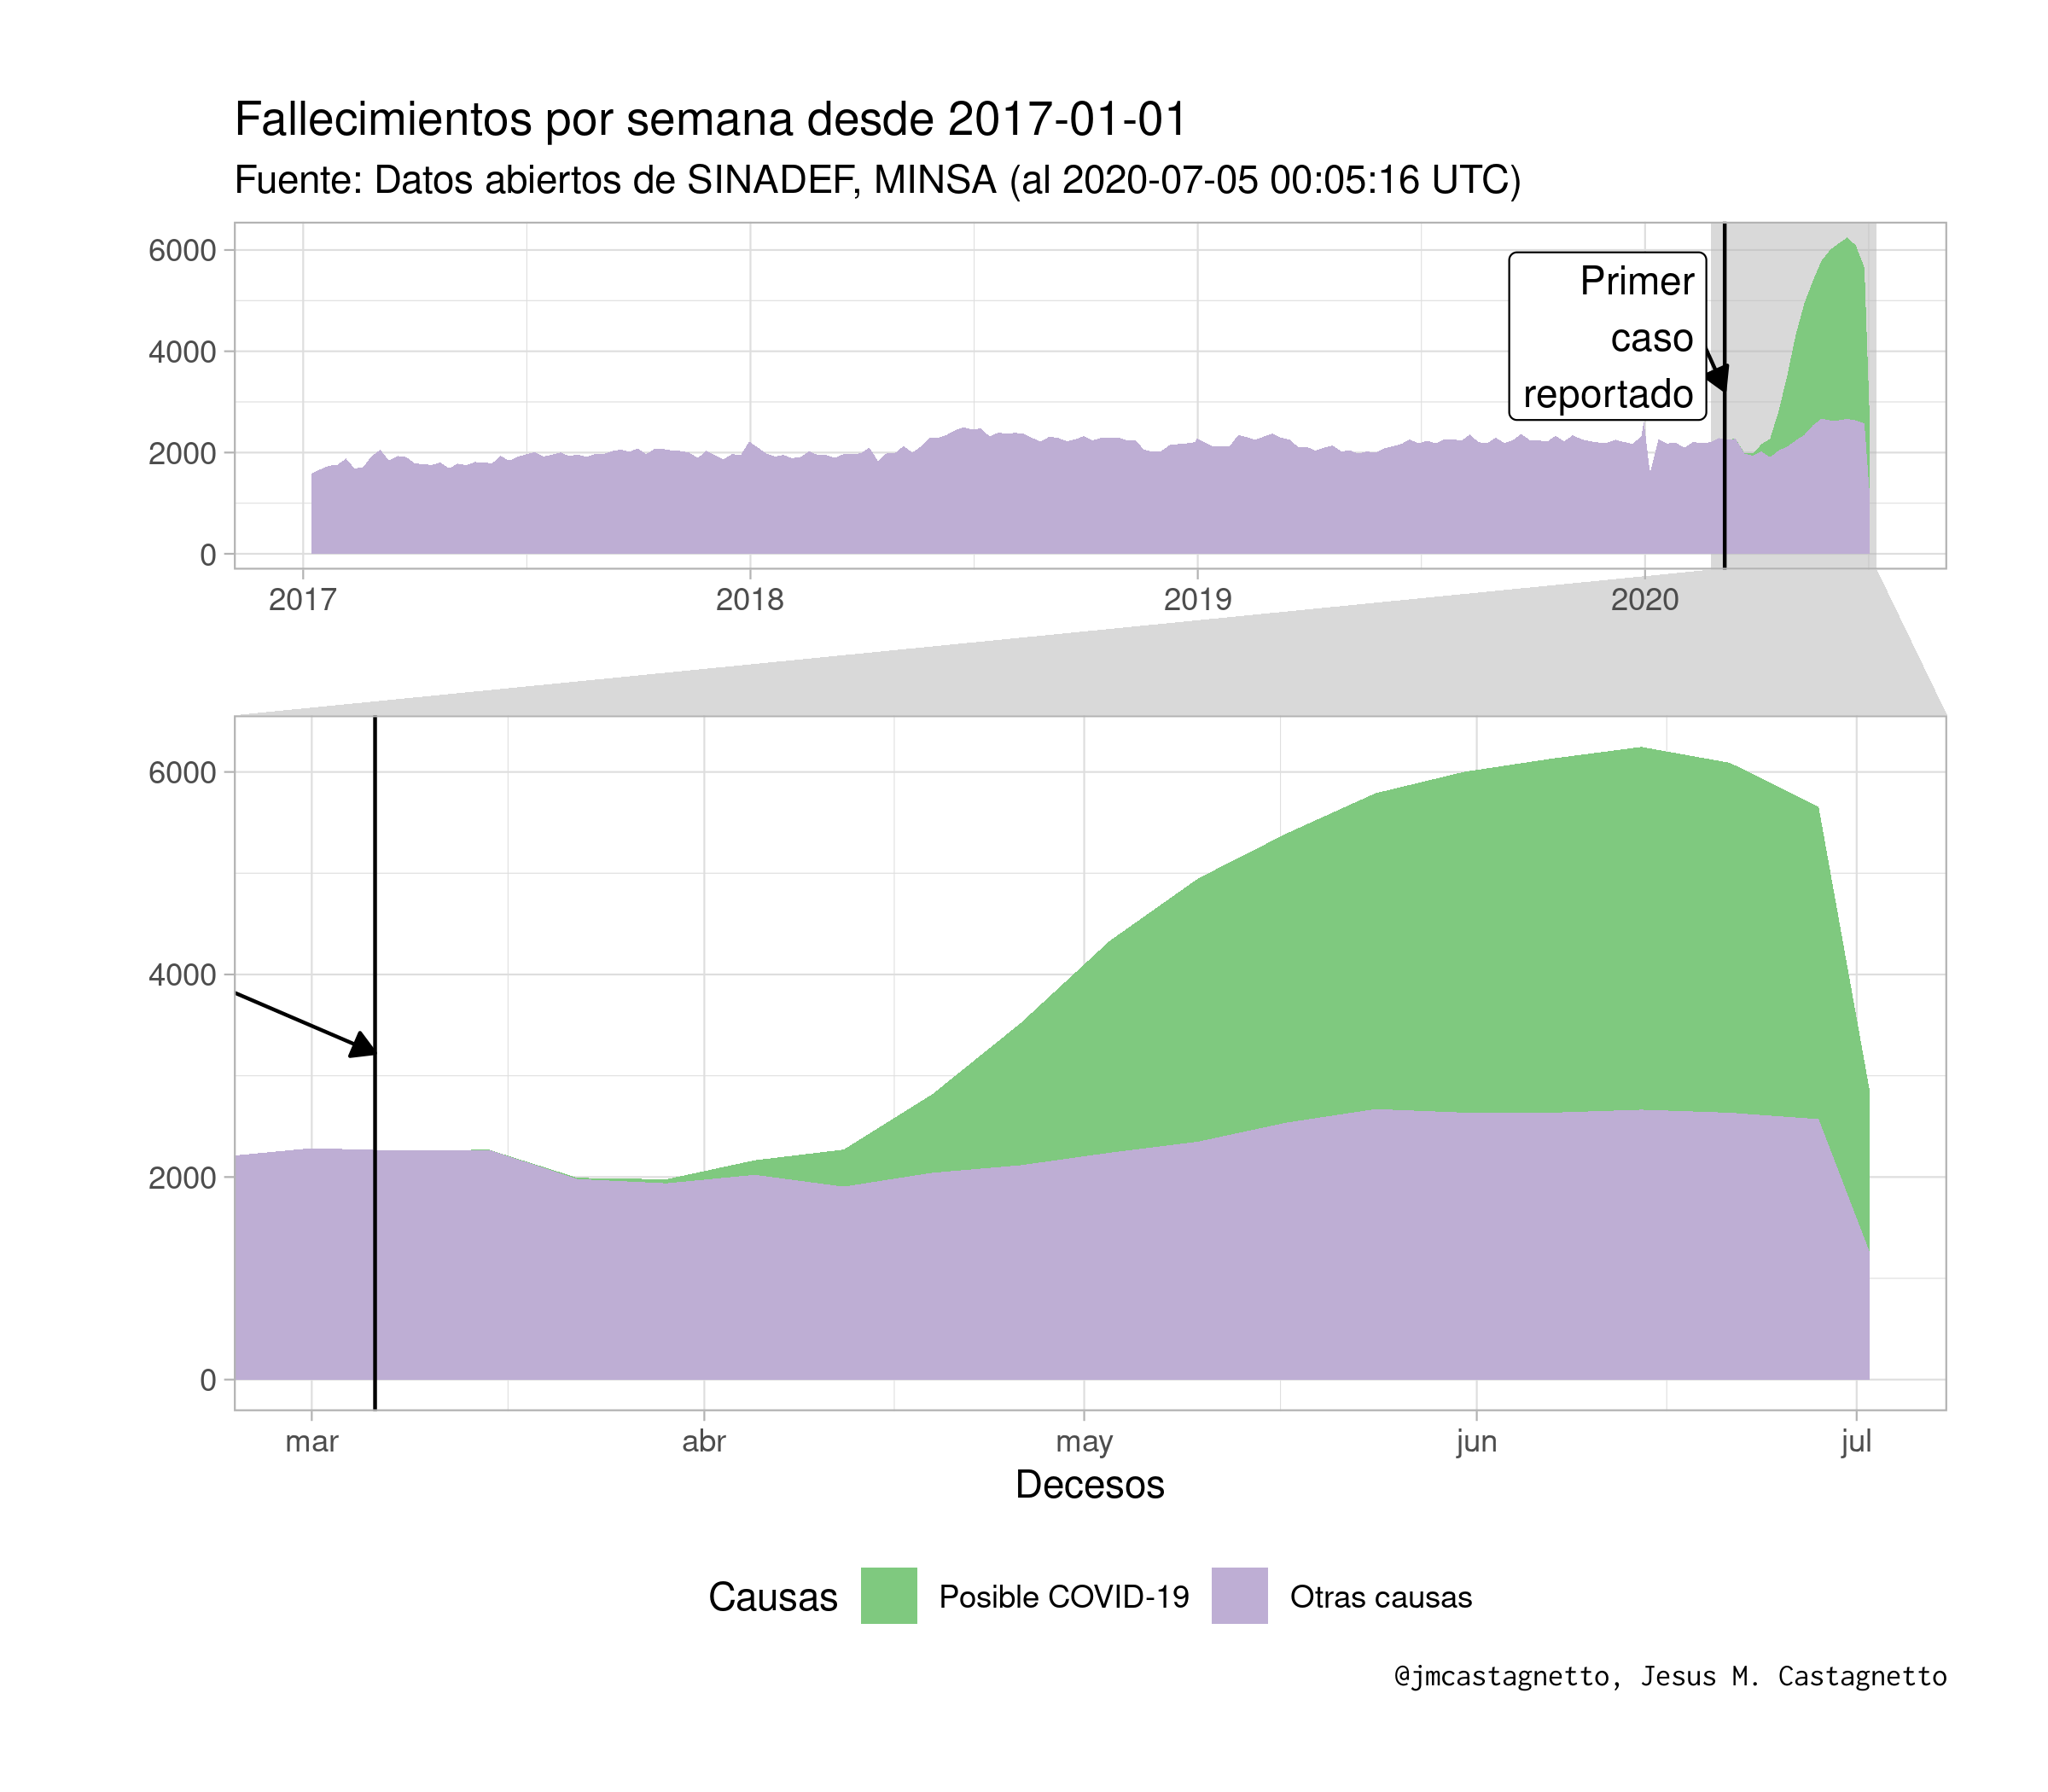 Fallecimientos por semana desde 2017-01-01
Fuente: Datos abiertos de SINADEF, MINSA (al 2020-07-05 00:05:16 UTC)
6000
4000
2000
0
Primer
caso
reportado
2017
2018
2019
2020
6000
4000
2000
0
mar
abr
may
jun
jul
Decesos
Causas
Posible COVID-19
Otras causas
@jmcastagnetto, Jesus M. Castagnetto